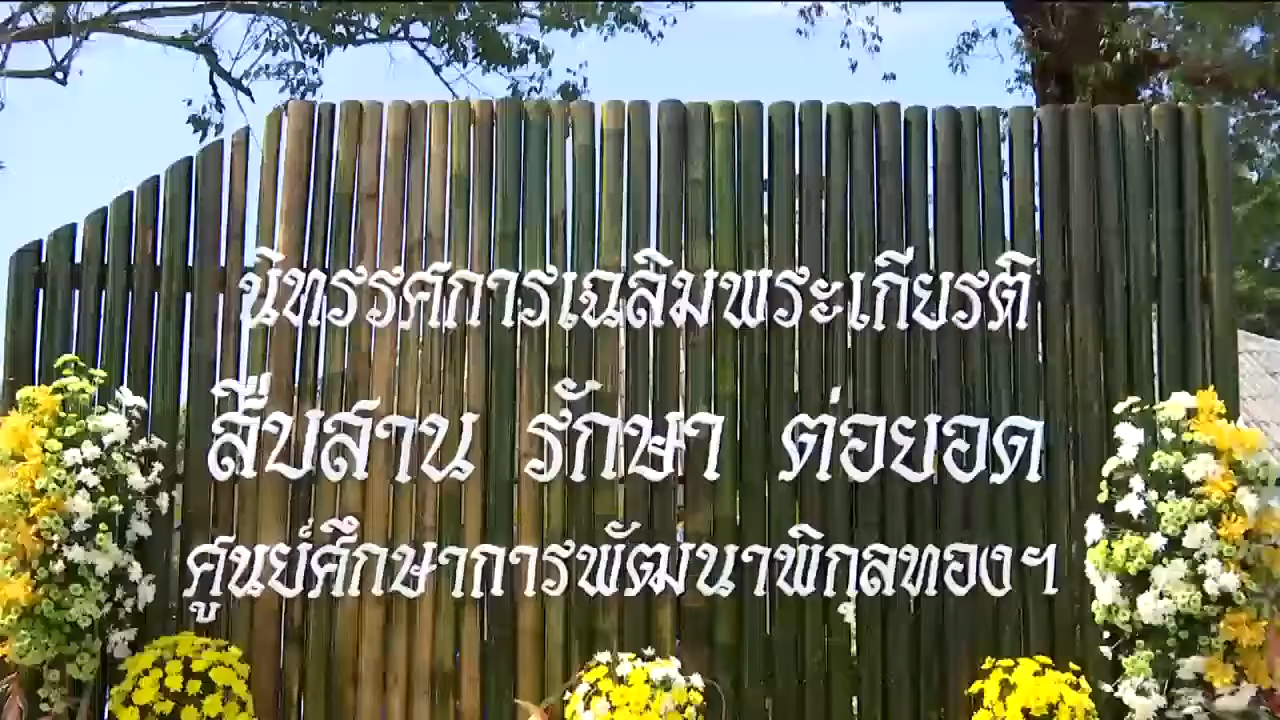 นิทรรศการเฉลิมพระเกียรติ
สืบสาน รักษา ต่อยอด
ศูนย์ศึกษาการพัฒนาพิกุลทองฯ